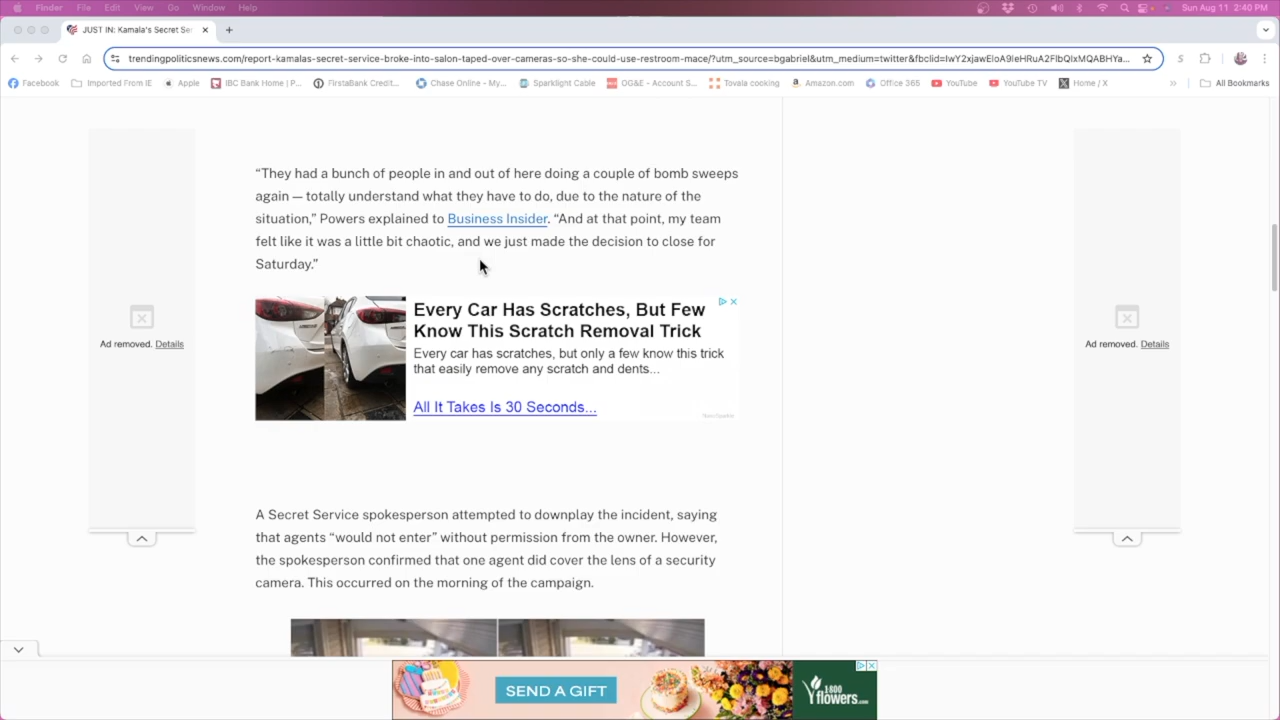 Finder File Edit View Go Window Help Sun Aug 11 2:40 PM
JUST IN: Kamala's Secret Ser
trendingpoliticsnews.com/report-kamalas-secret-service-broke-into-salon-taped-over-cameras-so-she-could-use-restroom-mace/?utm_source=bgabriel&utm_medium=twitter&fbclid=IwY2xjawEloA9leHRuA2FlbQIxMQABHYa...
Facebook Imported From IE Apple IBC Bank Home | P... FirstBank Credit... Chase Online - My... Sparklight Cable OG&E - Account S... Tovala cooking Amazon.com Office 365 YouTube YouTube TV Home / X » All Bookmarks
“They had a bunch of people in and out of here doing a couple of bomb sweeps
again — totally understand what they have to do, due to the nature of the
situation,” Powers explained to Business Insider. “And at that point, my team
felt like it was a little bit chaotic, and we just made the decision to close for
Saturday.”
Every Car Has Scratches, But Few
Know This Scratch Removal Trick
Every car has scratches, but only a few know this trick
that easily remove any scratch and dents...
All It Takes Is 30 Seconds...
Ad removed. Details
Ad removed. Details
A Secret Service spokesperson attempted to downplay the incident, saying
that agents “would not enter” without permission from the owner. However,
the spokesperson confirmed that one agent did cover the lens of a security
camera. This occurred on the morning of the campaign.
SEND A GIFT
1800
flowers.com